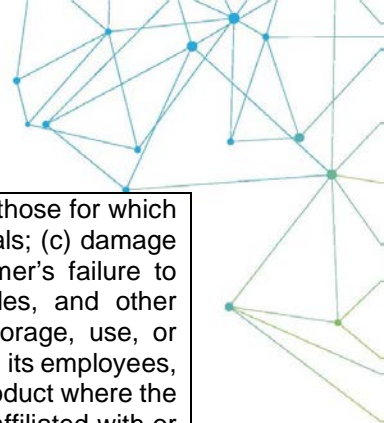 those for which
als; (c) damage
mer's failure to
les, and other
torage, use, or
its employees,
oduct where the
affiliated with or